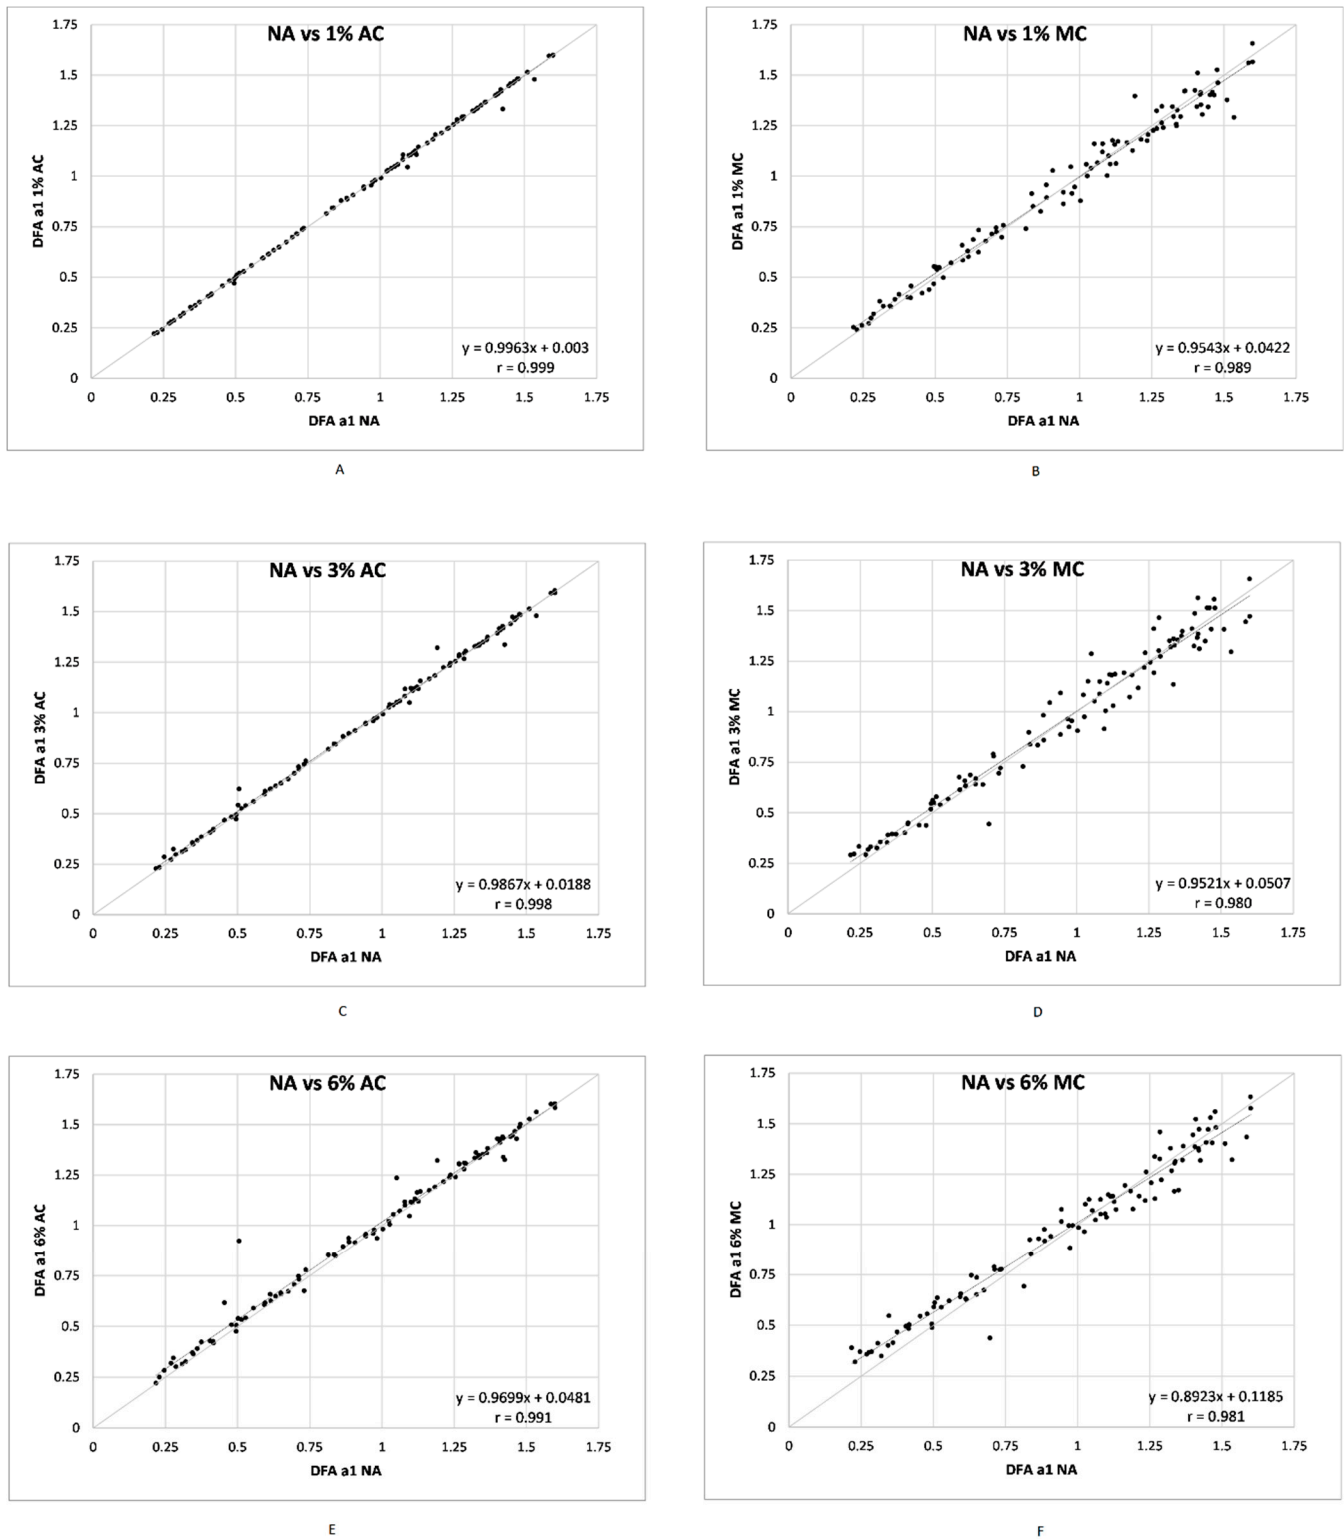 NA vs 1% AC
1.75
1.5
1.25
1
0.75
0.5
0.25
0
DFA a1 1% AC
y = 0.9963x + 0.003
r = 0.999
0 0.25 0.5 0.75 1 1.25 1.5 1.75
DFA a1 NA
A
NA vs 1% MC
1.75
1.5
1.25
1
0.75
0.5
0.25
0
DFA a1 1% MC
y = 0.9543x + 0.0422
r = 0.989
0 0.25 0.5 0.75 1 1.25 1.5 1.75
DFA a1 NA
B
NA vs 3% AC
1.75
1.5
1.25
1
0.75
0.5
0.25
0
DFA a1 3% AC
y = 0.9867x + 0.0188
r = 0.998
0 0.25 0.5 0.75 1 1.25 1.5 1.75
DFA a1 NA
C
NA vs 3% MC
1.75
1.5
1.25
1
0.75
0.5
0.25
0
DFA a1 3% MC
y = 0.9521x + 0.0507
r = 0.980
0 0.25 0.5 0.75 1 1.25 1.5 1.75
DFA a1 NA
D
NA vs 6% AC
1.75
1.5
1.25
1
0.75
0.5
0.25
0
DFA a1 6% AC
y = 0.9699x + 0.0481
r = 0.991
0 0.25 0.5 0.75 1 1.25 1.5 1.75
DFA a1 NA
E
NA vs 6% MC
1.75
1.5
1.25
1
0.75
0.5
0.25
0
DFA a1 6% MC
y = 0.8923x + 0.1185
r = 0.981
0 0.25 0.5 0.75 1 1.25 1.5 1.75
DFA a1 NA
F